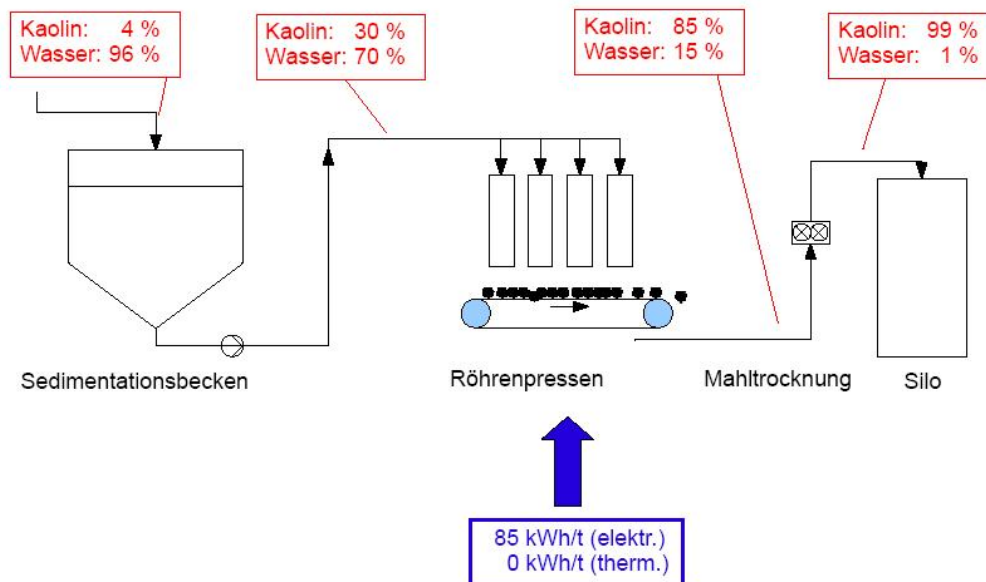 Kaolin: 4 %
Wasser: 96 %
Kaolin: 30 %
Wasser: 70 %
Kaolin: 85 %
Wasser: 15 %
Kaolin: 99 %
Wasser: 1 %
Sedimentationsbecken
Röhrenpressen
Mahltrocknung
Silo
85 kWh/t (elektr.)
0 kWh/t (therm.)